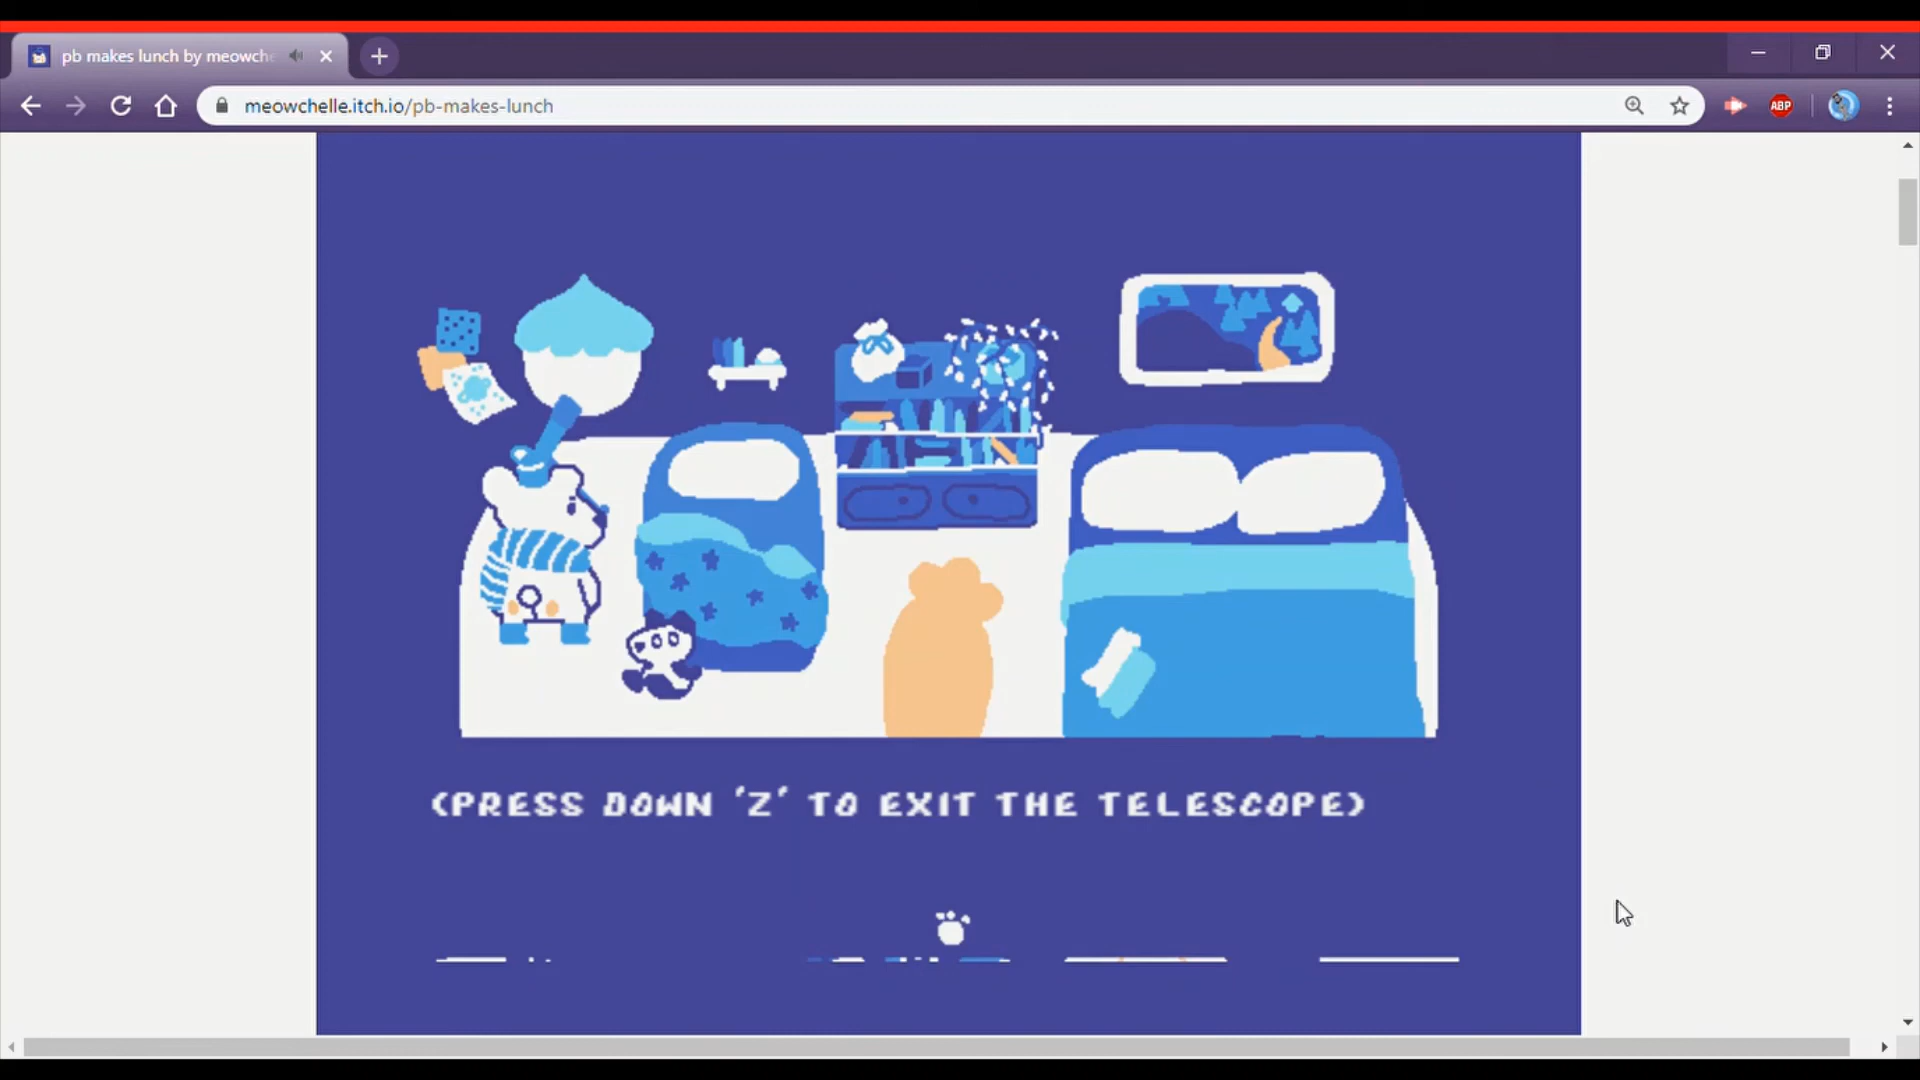 pb makes lunch by meowche
meowchelle.itch.io/pb-makes-lunch
ABP
(PRESS DOWN 'Z' TO EXIT THE TELESCOPE)